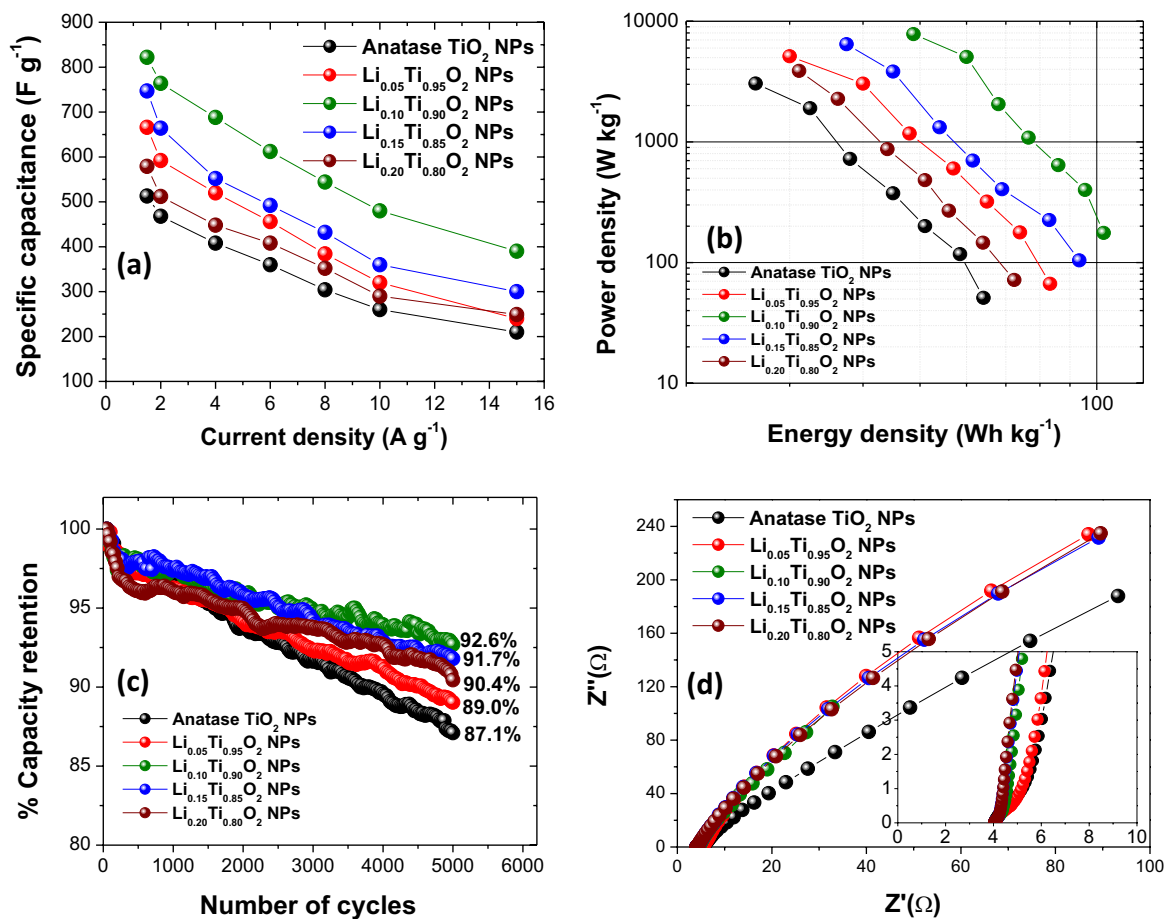 900
800
700
600
500
400
300
200
100
0 2 4 6 8 10 12 14 16
Specific capacitance (F g⁻¹)
Current density (A g⁻¹)
Anatase TiO₂ NPs
Li₀.₀₅Ti₀.₉₅O₂ NPs
Li₀.₁₀Ti₀.₉₀O₂ NPs
Li₀.₁₅Ti₀.₈₅O₂ NPs
Li₀.₂₀Ti₀.₈₀O₂ NPs
(a)
10000
1000
100
10
100
Power density (W kg⁻¹)
Energy density (Wh kg⁻¹)
(b)
Anatase TiO₂ NPs
Li₀.₀₅Ti₀.₉₅O₂ NPs
Li₀.₁₀Ti₀.₉₀O₂ NPs
Li₀.₁₅Ti₀.₈₅O₂ NPs
Li₀.₂₀Ti₀.₈₀O₂ NPs
100
95
90
85
80
0 1000 2000 3000 4000 5000 6000
% Capacity retention
Number of cycles
92.6%
91.7%
90.4%
89.0%
87.1%
(c)
Anatase TiO₂ NPs
Li₀.₀₅Ti₀.₉₅O₂ NPs
Li₀.₁₀Ti₀.₉₀O₂ NPs
Li₀.₁₅Ti₀.₈₅O₂ NPs
Li₀.₂₀Ti₀.₈₀O₂ NPs
240
200
160
120
80
40
0
0 20 40 60 80 100
Z''(Ω)
Z'(Ω)
Anatase TiO₂ NPs
Li₀.₀₅Ti₀.₉₅O₂ NPs
Li₀.₁₀Ti₀.₉₀O₂ NPs
Li₀.₁₅Ti₀.₈₅O₂ NPs
Li₀.₂₀Ti₀.₈₀O₂ NPs
5
4
3
2
1
0
0 2 4 6 8 10
(d)